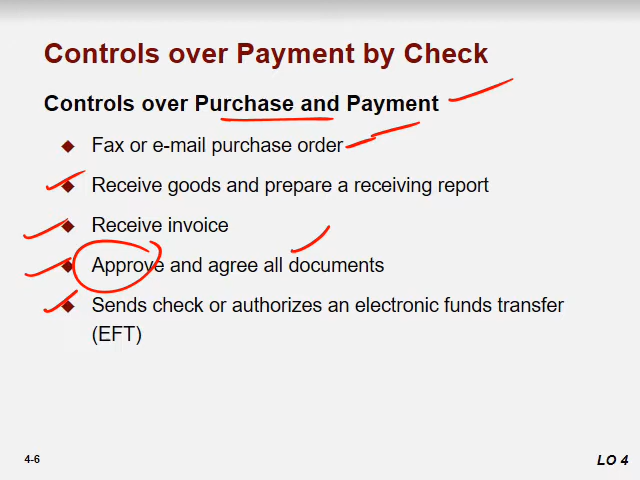 Controls over Payment by Check
Controls over Purchase and Payment
Fax or e-mail purchase order
Receive goods and prepare a receiving report
Receive invoice
Approve and agree all documents
Sends check or authorizes an electronic funds transfer
(EFT)
4-6
LO 4